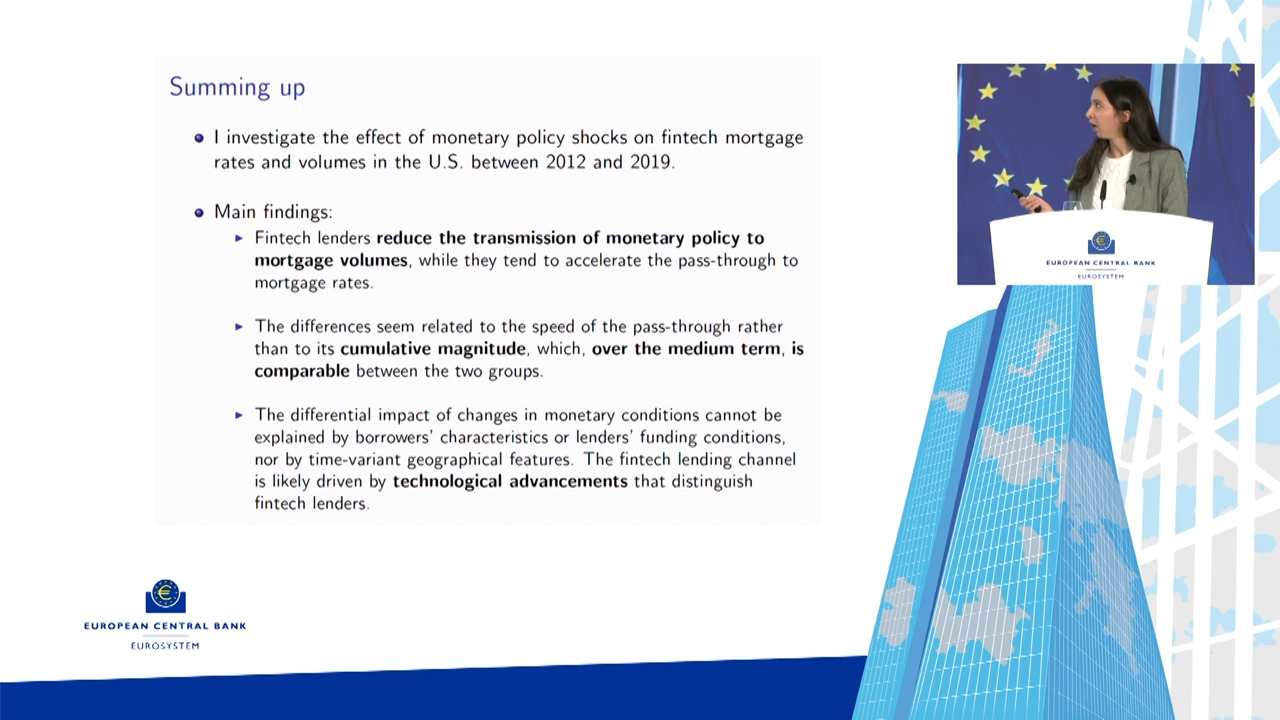 Summing up
I investigate the effect of monetary policy shocks on fintech mortgage
rates and volumes in the U.S. between 2012 and 2019.
Main findings:
Fintech lenders reduce the transmission of monetary policy to
mortgage volumes, while they tend to accelerate the pass-through to
mortgage rates.
The differences seem related to the speed of the pass-through rather
than to its cumulative magnitude, which, over the medium term, is
comparable between the two groups.
The differential impact of changes in monetary conditions cannot be
explained by borrowers' characteristics or lenders' funding conditions,
nor by time-variant geographical features. The fintech lending channel
is likely driven by technological advancements that distinguish
fintech lenders.
EUROPEAN CENTRAL BANK
EUROSYSTEM
EUROPEAN CENTRAL BANK
EUROSYSTEM